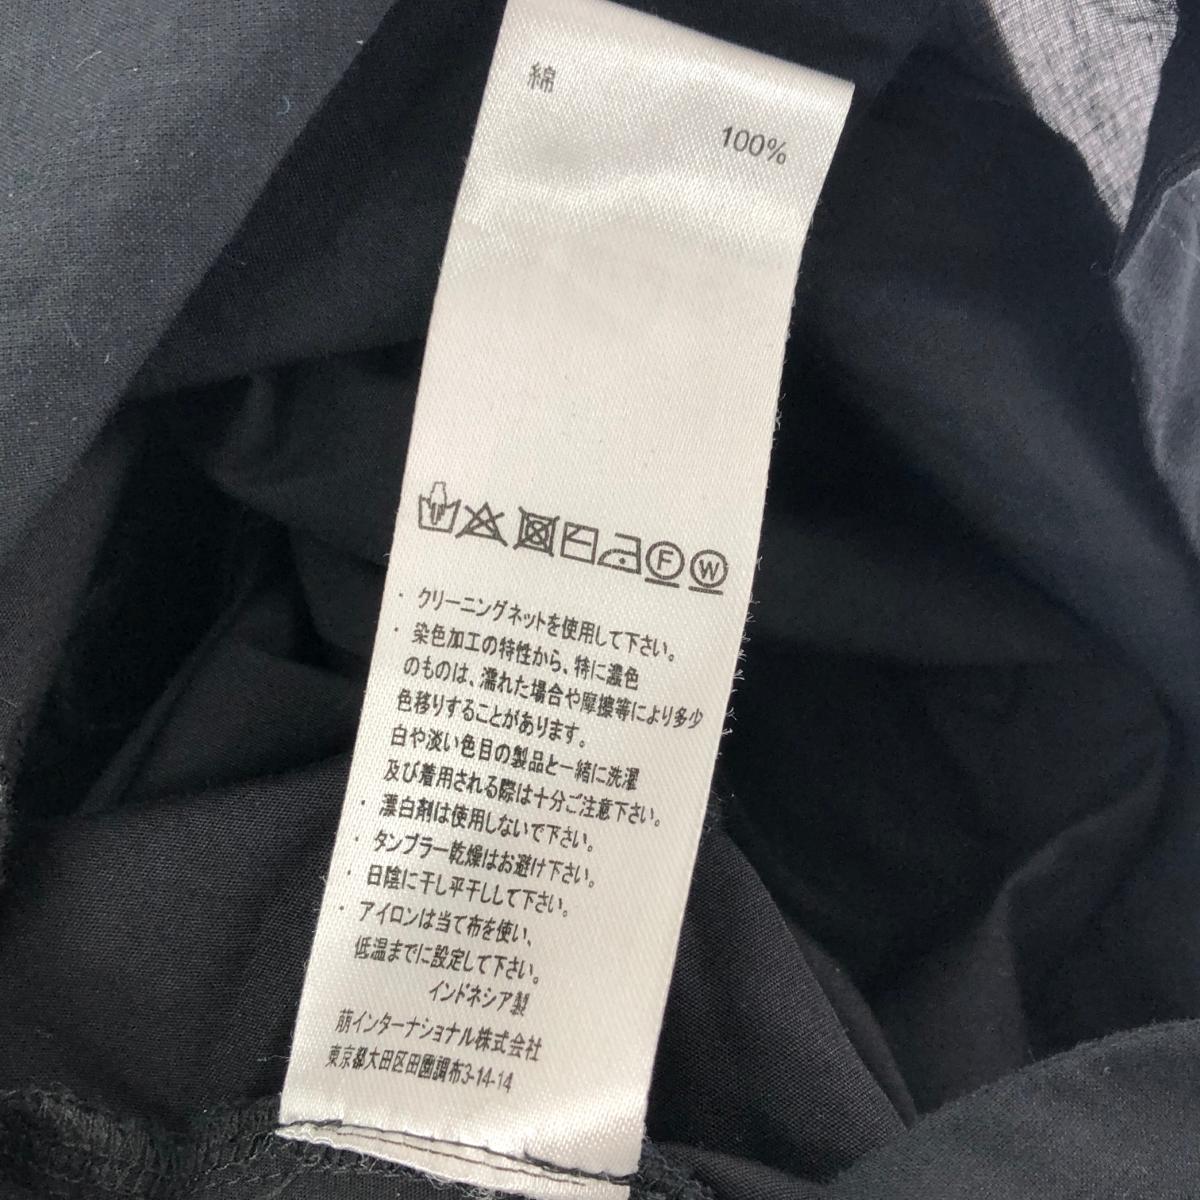 綿
100%
F W
・クリーニングネットを使用して下さい。
・染色加工の特性から、特に濃色
のものは、濡れた場合や摩擦等により多少
色移りすることがあります。
白や淡い色目の製品と一緒に洗濯
及び着用される際は十分ご注意下さい。
・漂白剤は使用しないで下さい。
・タンブラー乾燥はお避け下さい。
・日陰に干し平干しして下さい。
・アイロンは当て布を使い、
低温までに設定して下さい。
インドネシア製
萠インターナショナル株式会社
東京都大田区田園調布3-14-14